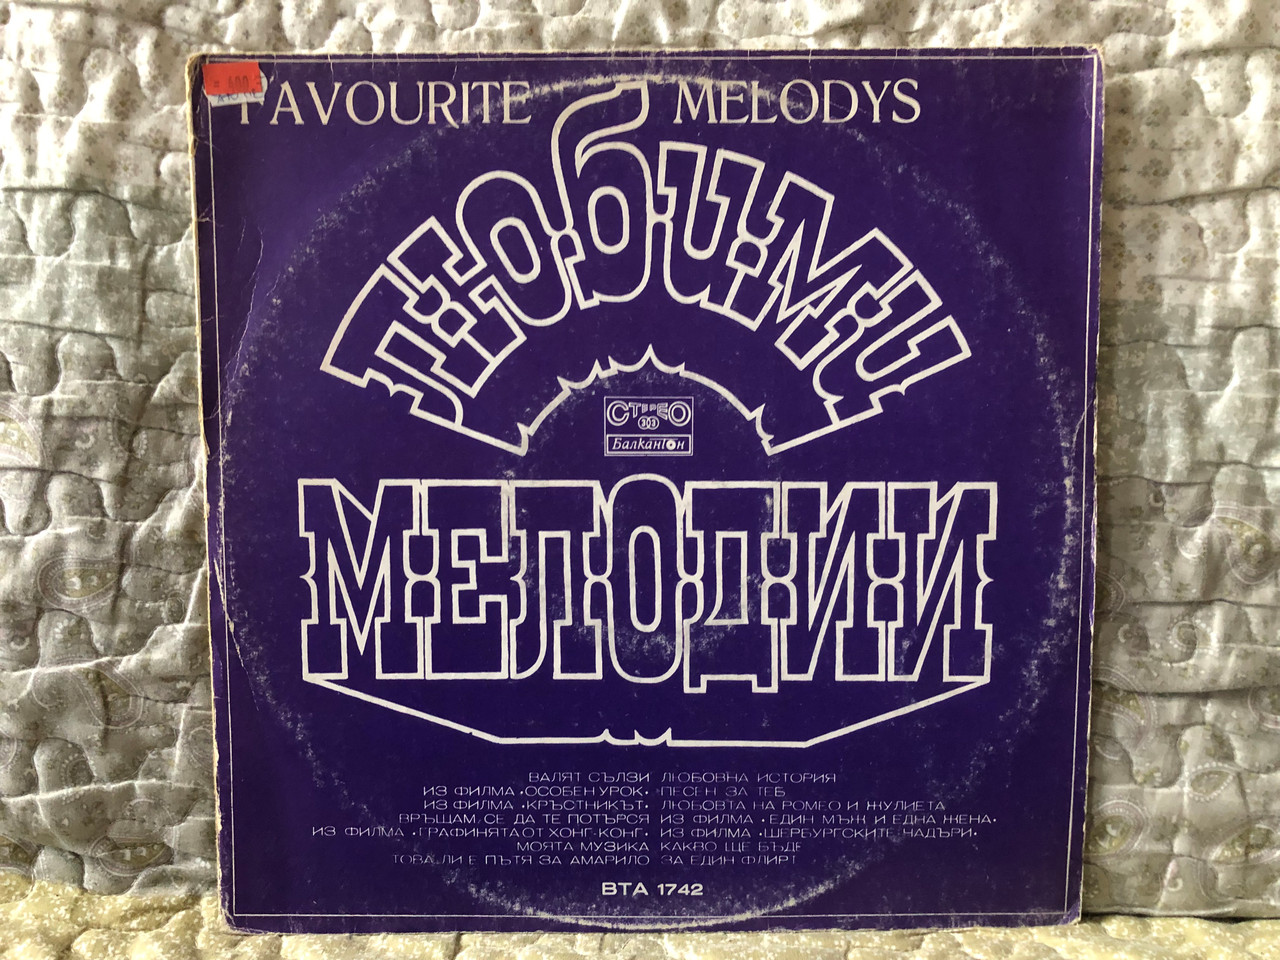 FAVOURITE MELODYS
Любими
СТЕРЕО
303
Балкантон
МЕЛОДИИ
ВАЛЯТ СЪЛЗИ ЛЮБОВНА ИСТОРИЯ
ИЗ ФИЛМА •ОСОБЕН УРОК• ПЕСЕН ЗА ТЕБ
ИЗ ФИЛМА •КРЪСТНИКЪТ• ЛЮБОВТА НА РОМЕО И ЖУЛИЕТА
ВРЪЩАМ СЕ ДА ТЕ ПОТЪРСЯ ИЗ ФИЛМА •ЕДИН МЪЖ И ЕДНА ЖЕНА•
ИЗ ФИЛМА •ГРАФИНЯТА ОТ ХОНГ-КОНГ• ИЗ ФИЛМА •ШЕРБУРГСКИТЕ ЧАДЪРИ•
МОЯТА МУЗИКА КАКВО ЩЕ БЪДЕ
ТОВА ЛИ Е ПЪТЯ ЗА АМАРИЛО ЗА ЕДИН ФЛИРТ
ВТА 1742